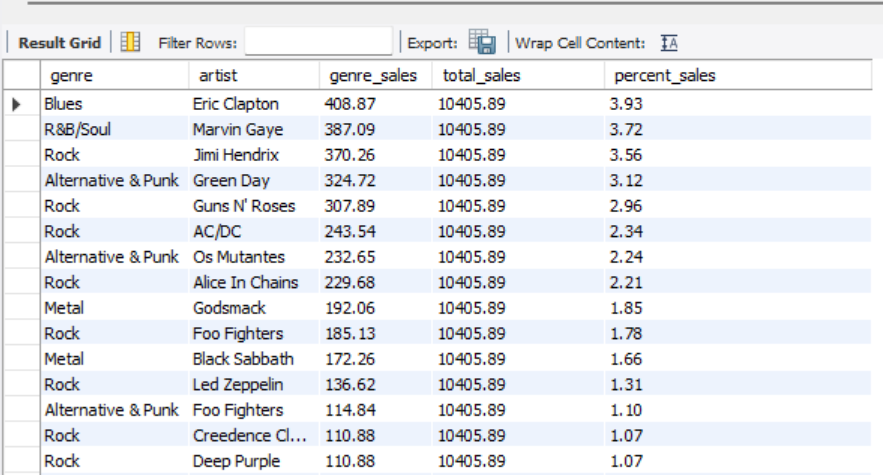 Result Grid Filter Rows: Export: Wrap Cell Content: IA
genre artist genre_sales total_sales percent_sales
Blues Eric Clapton 408.87 10405.89 3.93
R&B/Soul Marvin Gaye 387.09 10405.89 3.72
Rock Jimi Hendrix 370.26 10405.89 3.56
Alternative & Punk Green Day 324.72 10405.89 3.12
Rock Guns N' Roses 307.89 10405.89 2.96
Rock AC/DC 243.54 10405.89 2.34
Alternative & Punk Os Mutantes 232.65 10405.89 2.24
Rock Alice In Chains 229.68 10405.89 2.21
Metal Godsmack 192.06 10405.89 1.85
Rock Foo Fighters 185.13 10405.89 1.78
Metal Black Sabbath 172.26 10405.89 1.66
Rock Led Zeppelin 136.62 10405.89 1.31
Alternative & Punk Foo Fighters 114.84 10405.89 1.10
Rock Creedence Cl... 110.88 10405.89 1.07
Rock Deep Purple 110.88 10405.89 1.07